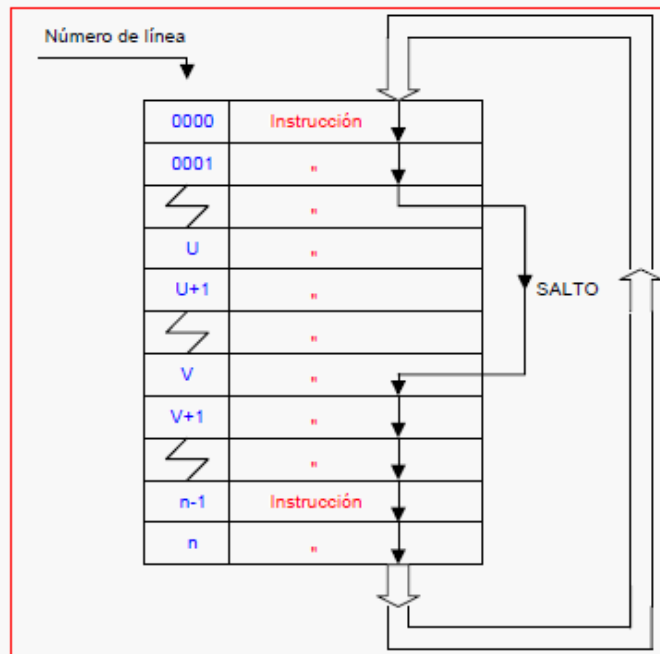 Número de línea
0000 Instrucción
0001 "
"
U "
U+1 "
"
SALTO
V "
V+1 "
"
n-1 Instrucción
n "